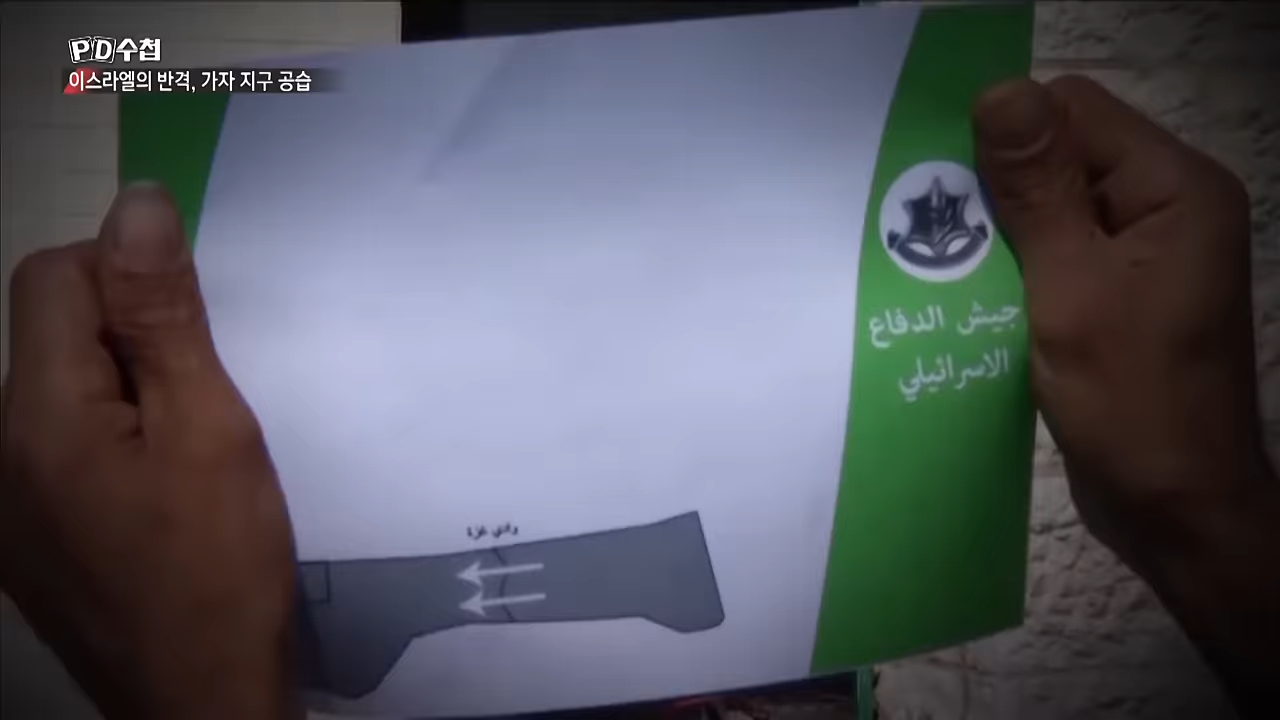 PD수첩
이스라엘의 반격, 가자 지구 공습
جيش الدفاع
الاسرائيلي
وادي غزة